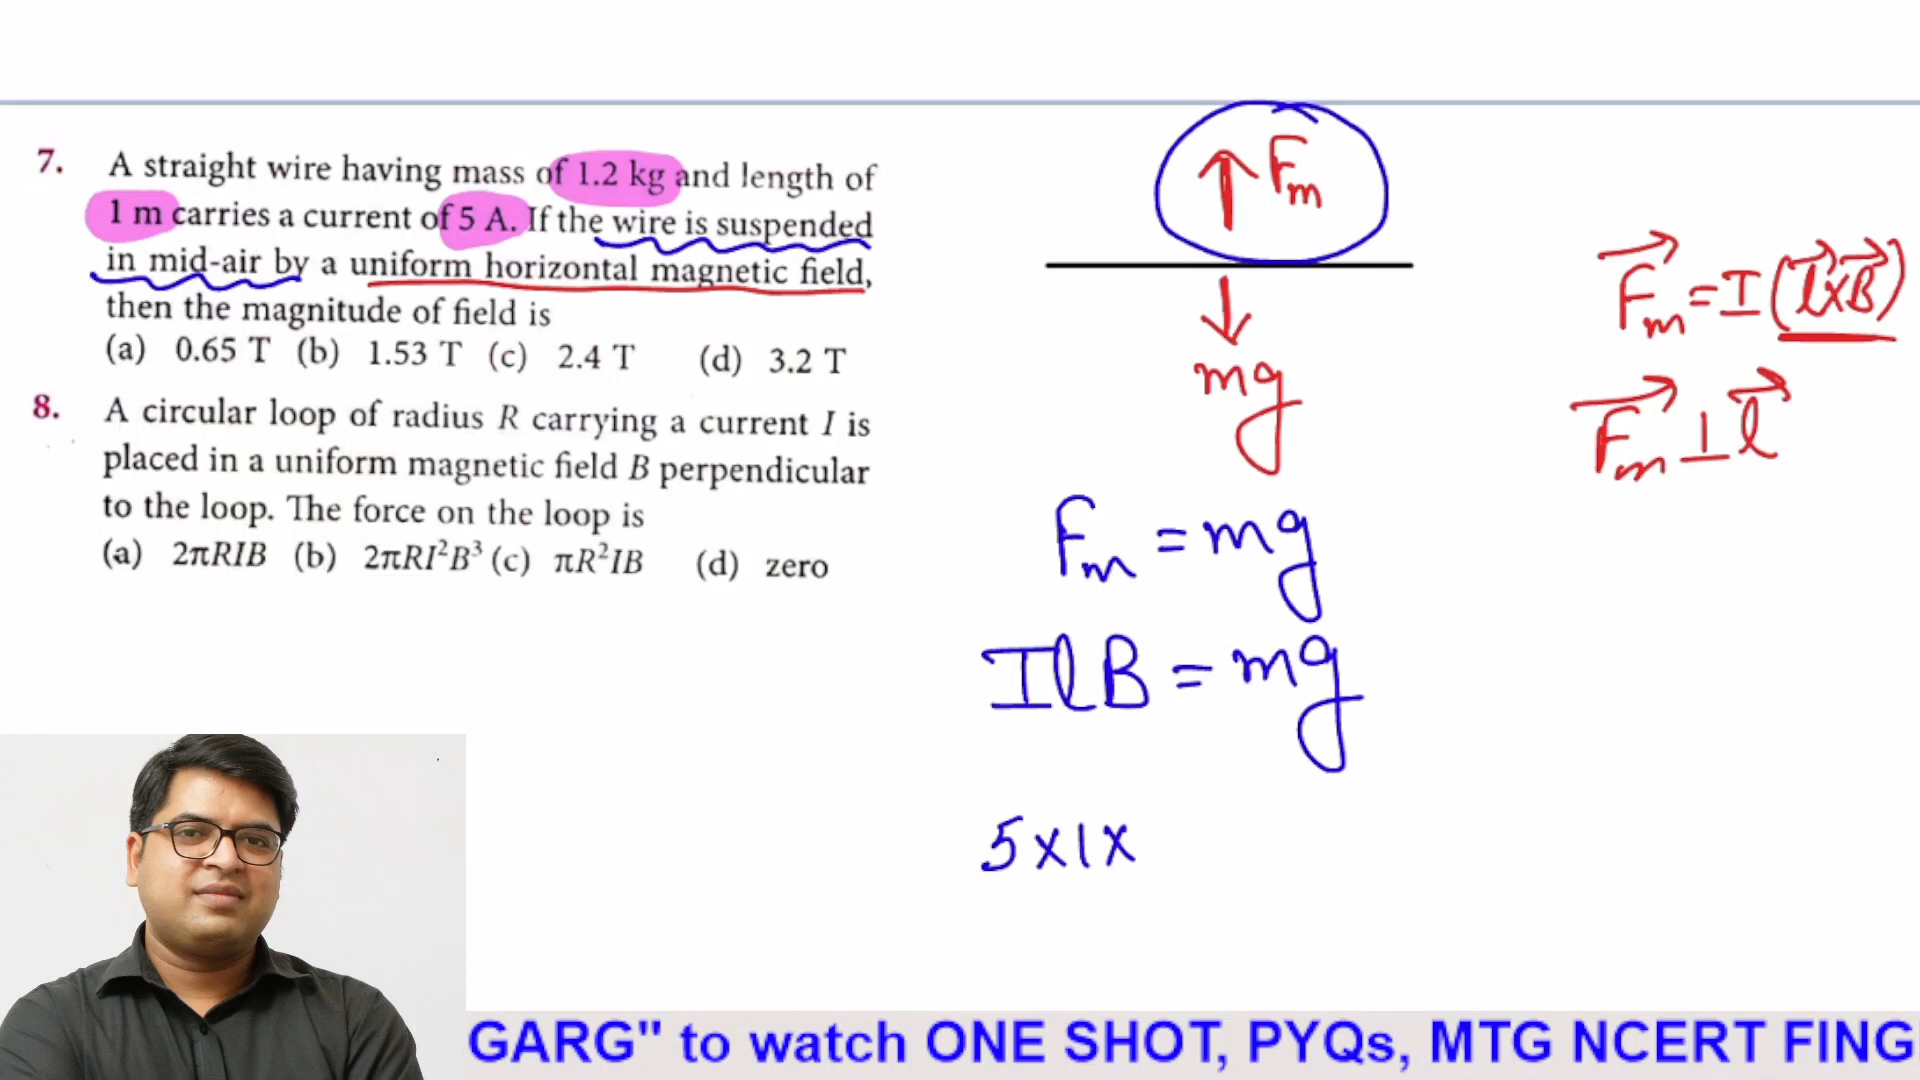 7. A straight wire having mass of 1.2 kg and length of
1 m carries a current of 5 A. If the wire is suspended
in mid-air by a uniform horizontal magnetic field,
then the magnitude of field is
(a) 0.65 T (b) 1.53 T (c) 2.4 T (d) 3.2 T
8. A circular loop of radius R carrying a current I is
placed in a uniform magnetic field B perpendicular
to the loop. The force on the loop is
(a) 2πRIB (b) 2πRI²B³ (c) πR²IB (d) zero
↑ Fₘ
↓
mg
Fₘ = mg
IlB = mg
5×1×
F⃗ₘ = I(l⃗×B⃗)
F⃗ₘ ⊥ l⃗
GARG" to watch ONE SHOT, PYQs, MTG NCERT FING